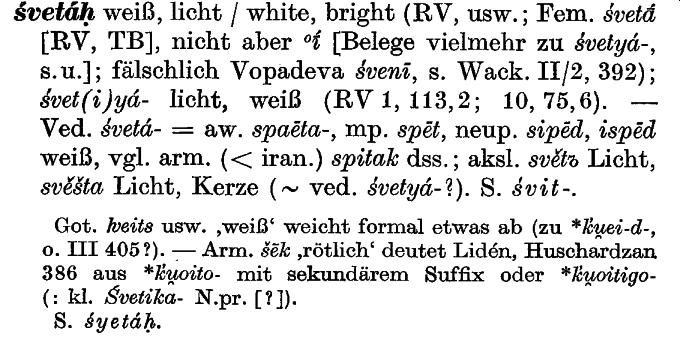 śvetáḥ weiß, licht / white, bright (RV, usw.; Fem. śvetā́
[RV, TB], nicht aber °ī́ [Belege vielmehr zu śvetyá-,
s.u.]; fälschlich Vopadeva śvenī, s. Wack. II/2, 392);
śvet(i)yá- licht, weiß (RV 1, 113,2; 10, 75,6). —
Ved. śvetá- = aw. spaēta-, mp. spēt, neup. sipēd, ispēd
weiß, vgl. arm. (< iran.) spitak dss.; aksl. světъ Licht,
svěšta Licht, Kerze (~ ved. śvetyá-?). S. śvit-.
Got. ƕeits usw. ‚weiß‘ weicht formal etwas ab (zu *k̑u̯ei-d-,
o. III 405?). — Arm. šēk ‚rötlich‘ deutet Lidén, Huschardzan
386 aus *k̑u̯oito- mit sekundärem Suffix oder *k̑u̯oitigo-
(: kl. Śvetika- N.pr. [?]).
S. śyetáḥ.